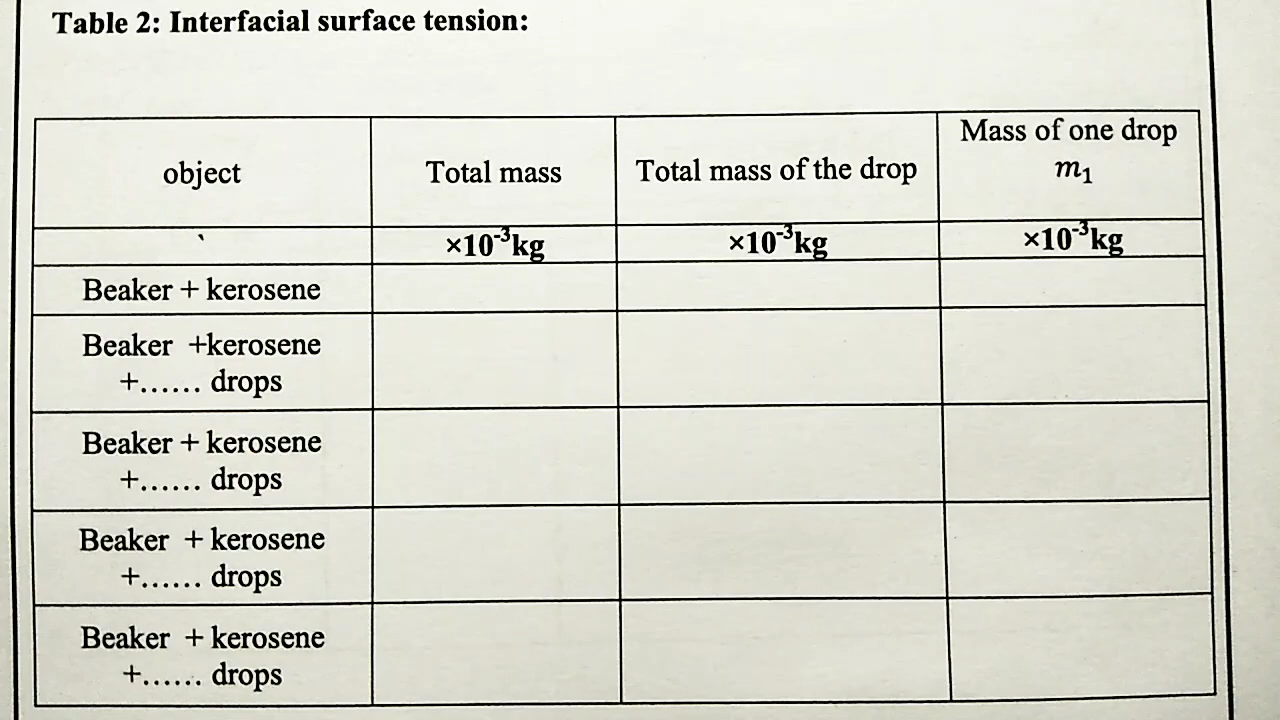 Table 2: Interfacial surface tension:
object
Total mass
Total mass of the drop
Mass of one drop
m₁
×10⁻³kg
×10⁻³kg
×10⁻³kg
Beaker + kerosene
Beaker +kerosene
+...... drops
Beaker + kerosene
+...... drops
Beaker + kerosene
+...... drops
Beaker + kerosene
+...... drops